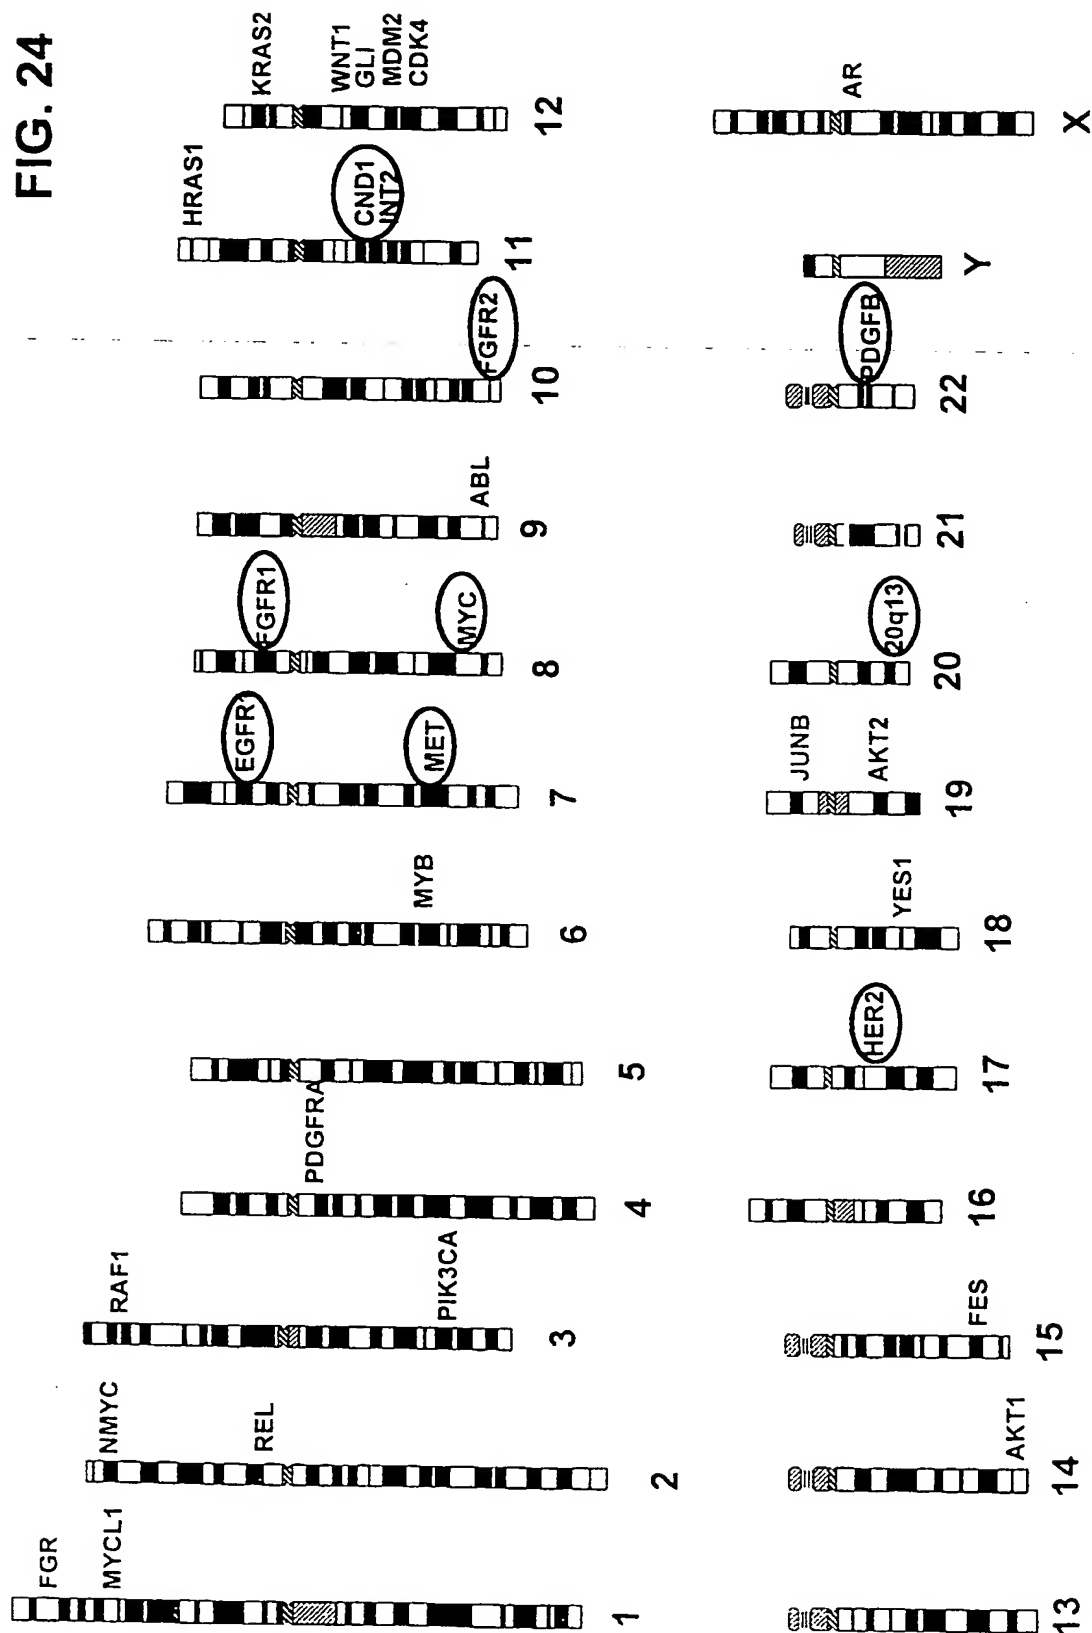 FIG. 24
FGR
MYCL1
1
NMYC
REL
2
RAF1
PIK3CA
3
PDGFRA
4
5
MYB
6
EGFR1
MET
7
FGFR1
MYC
8
ABL
9
FGFR2
10
HRAS1
CND1
INT2
11
KRAS2
WNT1
GLI
MDM2
CDK4
12
13
AKT1
14
FES
15
16
HER2
17
YES1
18
JUNB
AKT2
19
20q13
20
21
PDGFB
22
Y
AR
X